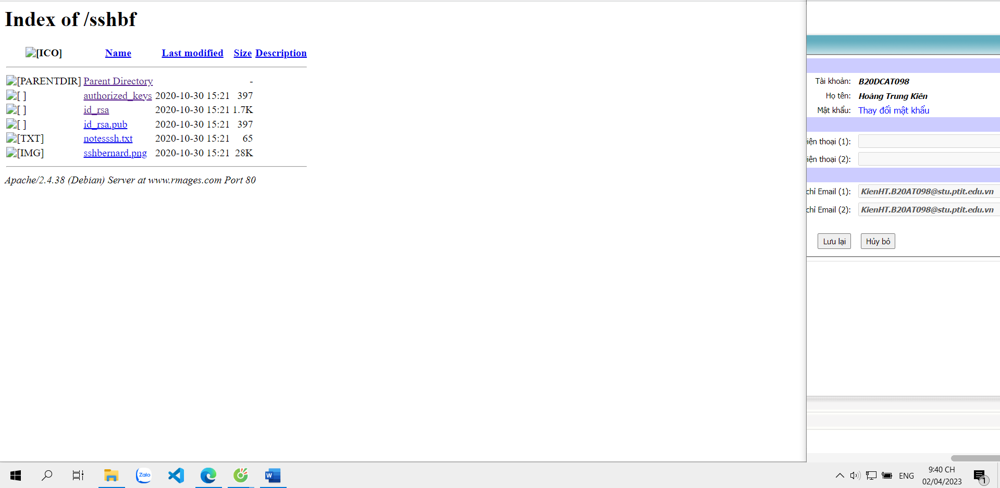 Index of /sshbf
[ICO] Name Last modified Size Description
[PARENTDIR] Parent Directory -
[ ] authorized_keys 2020-10-30 15:21 397
[ ] id_rsa 2020-10-30 15:21 1.7K
[ ] id_rsa.pub 2020-10-30 15:21 397
[TXT] notesssh.txt 2020-10-30 15:21 65
[IMG] sshbernard.png 2020-10-30 15:21 28K
Apache/2.4.38 (Debian) Server at www.rmages.com Port 80
Tài khoản: B20DCAT098
Họ tên: Hoàng Trung Kiên
Mật khẩu: Thay đổi mật khẩu
iện thoại (1):
iện thoại (2):
chỉ Email (1): KienHT.B20AT098@stu.ptit.edu.vn
chỉ Email (2): KienHT.B20AT098@stu.ptit.edu.vn
Lưu lại Hủy bỏ
Zalo
W
ENG
9:40 CH
02/04/2023
1